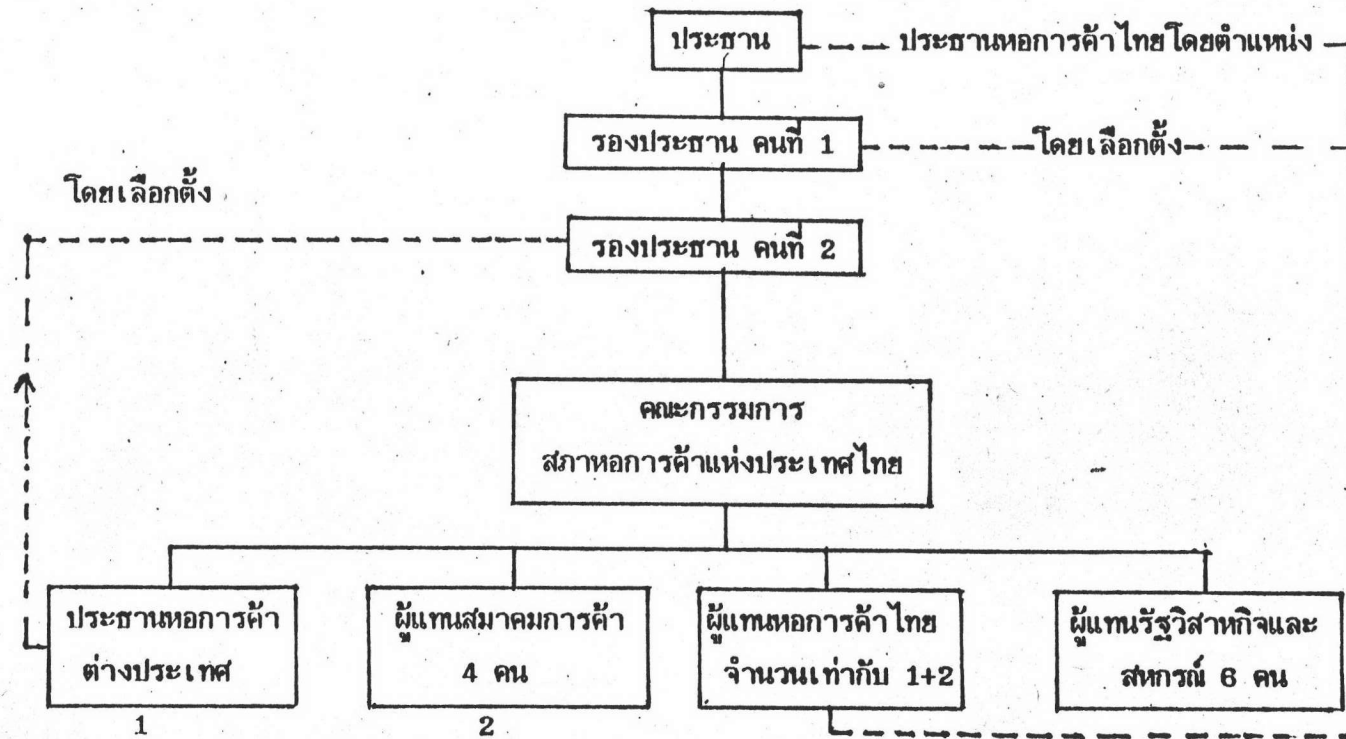 ประธาน
ประธานหอการค้าไทยโดยตำแหน่ง
รองประธาน คนที่ 1
โดยเลือกตั้ง
โดยเลือกตั้ง
รองประธาน คนที่ 2
คณะกรรมการ
สภาหอการค้าแห่งประเทศไทย
ประธานหอการค้า
ต่างประเทศ
1
ผู้แทนสมาคมการค้า
4 คน
2
ผู้แทนหอการค้าไทย
จำนวนเท่ากับ 1+2
ผู้แทนรัฐวิสาหกิจและ
สหกรณ์ 6 คน